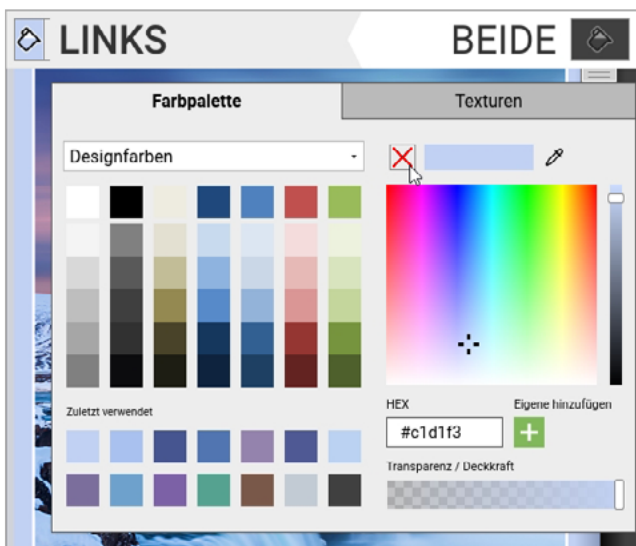 LINKS
BEIDE
Farbpalette
Texturen
Designfarben
Zuletzt verwendet
HEX
Eigene hinzufügen
#c1d1f3
Transparenz / Deckkraft